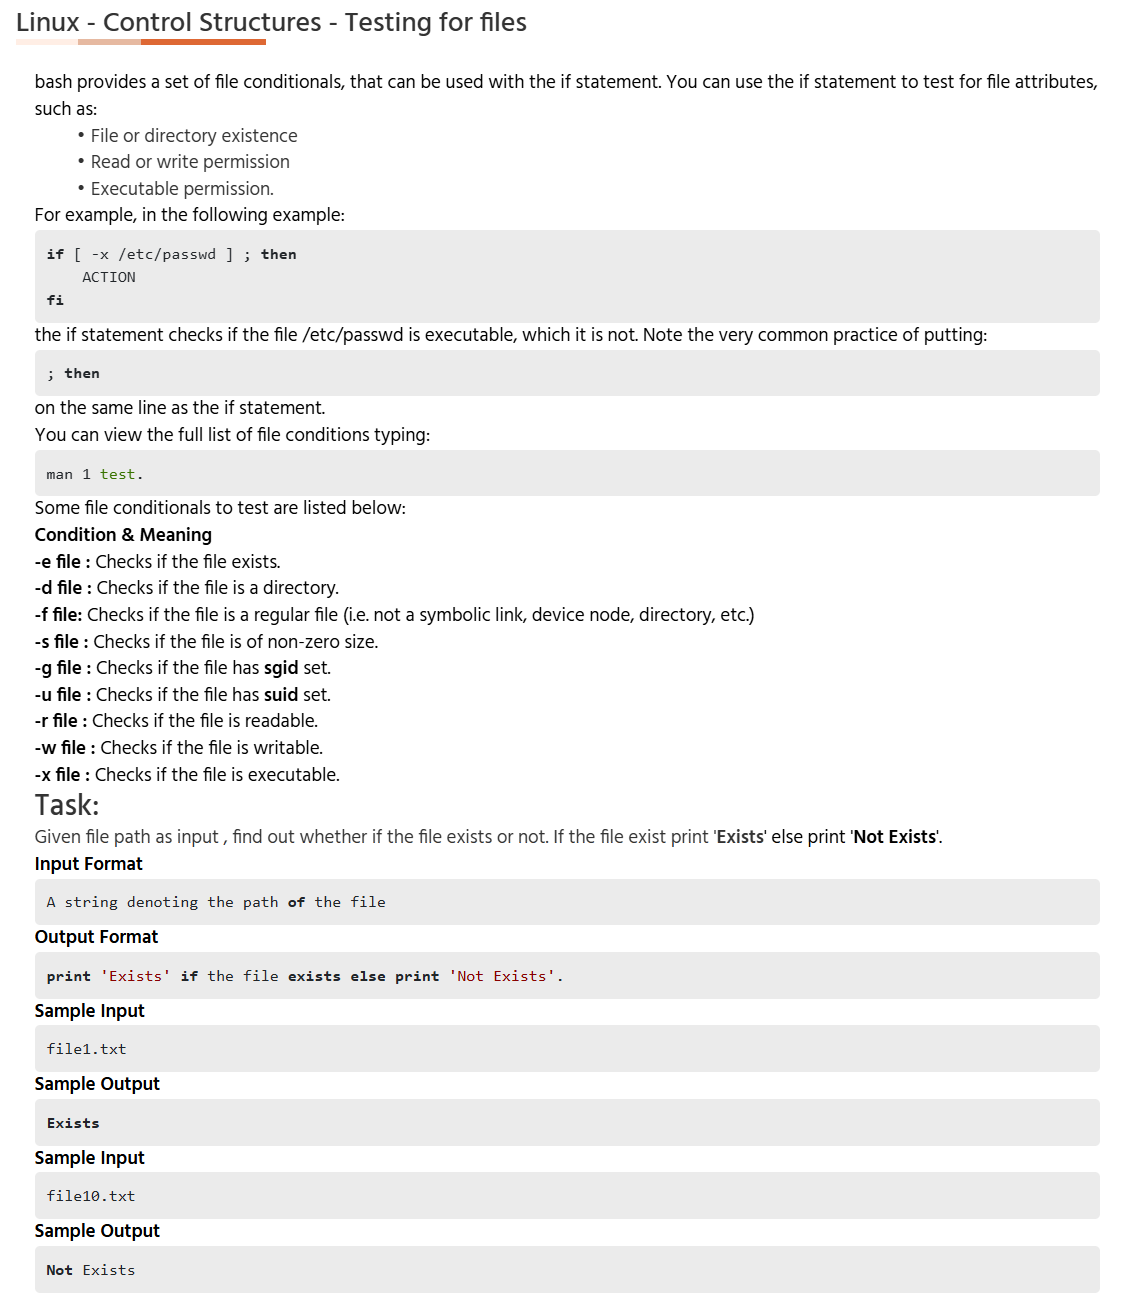 Linux - Control Structures - Testing for files
bash provides a set of file conditionals, that can be used with the if statement. You can use the if statement to test for file attributes,
such as:
• File or directory existence
• Read or write permission
• Executable permission.
For example, in the following example:
if [ -x /etc/passwd ] ; then
ACTION
fi
the if statement checks if the file /etc/passwd is executable, which it is not. Note the very common practice of putting:
; then
on the same line as the if statement.
You can view the full list of file conditions typing:
man 1 test.
Some file conditionals to test are listed below:
Condition & Meaning
-e file : Checks if the file exists.
-d file : Checks if the file is a directory.
-f file: Checks if the file is a regular file (i.e. not a symbolic link, device node, directory, etc.)
-s file : Checks if the file is of non-zero size.
-g file : Checks if the file has sgid set.
-u file : Checks if the file has suid set.
-r file : Checks if the file is readable.
-w file : Checks if the file is writable.
-x file : Checks if the file is executable.
Task:
Given file path as input , find out whether if the file exists or not. If the file exist print 'Exists' else print 'Not Exists'.
Input Format
A string denoting the path of the file
Output Format
print 'Exists' if the file exists else print 'Not Exists'.
Sample Input
file1.txt
Sample Output
Exists
Sample Input
file10.txt
Sample Output
Not Exists